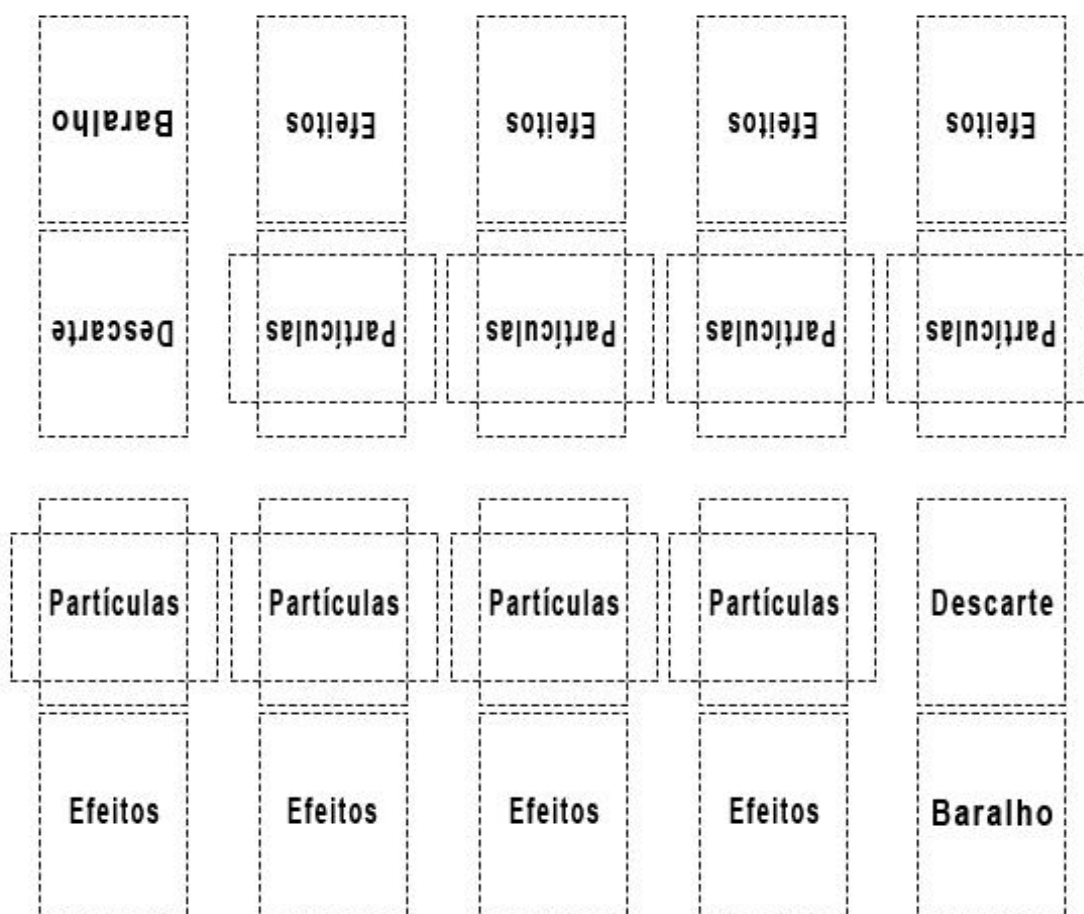 Baralho Efeitos Efeitos Efeitos Efeitos
Descarte Partículas Partículas Partículas Partículas
Partículas Partículas Partículas Partículas Descarte
Efeitos Efeitos Efeitos Efeitos Baralho